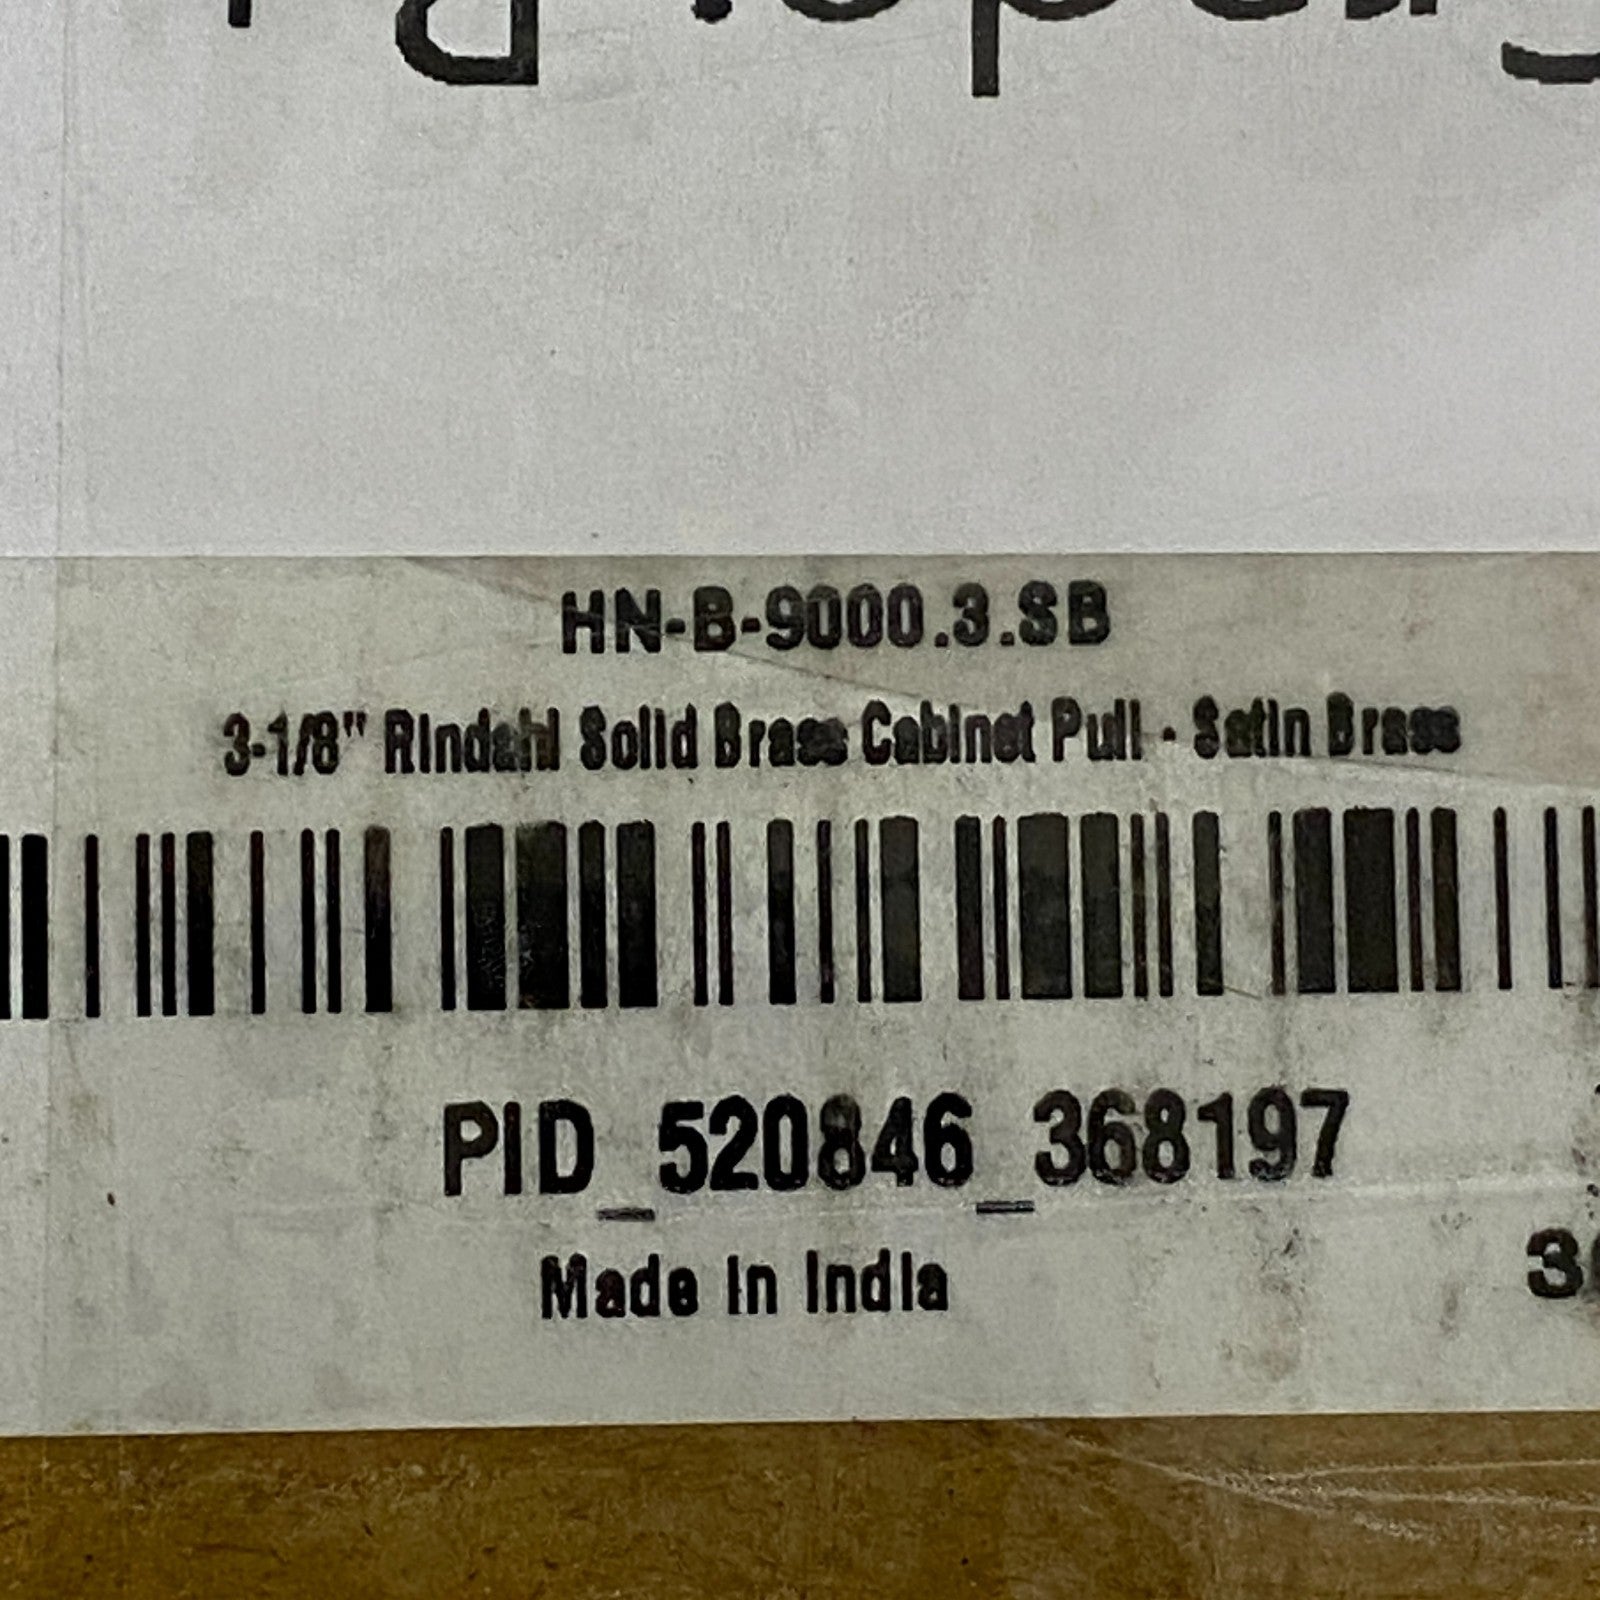 HN-B-9000.3.SB
3-1/8" Rindahl Solid Brass Cabinet Pull - Satin Brass
PID_520846_368197
Made in India